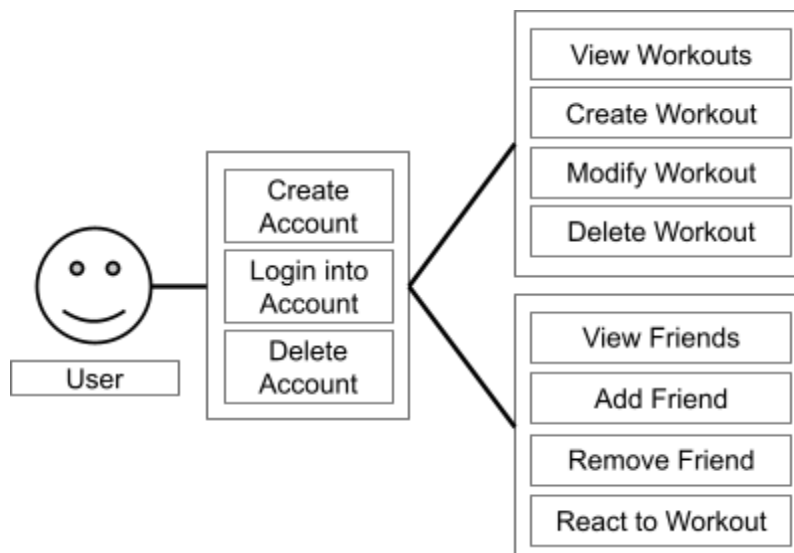 Create
Account
Login into
Account
Delete
Account
User
View Workouts
Create Workout
Modify Workout
Delete Workout
View Friends
Add Friend
Remove Friend
React to Workout